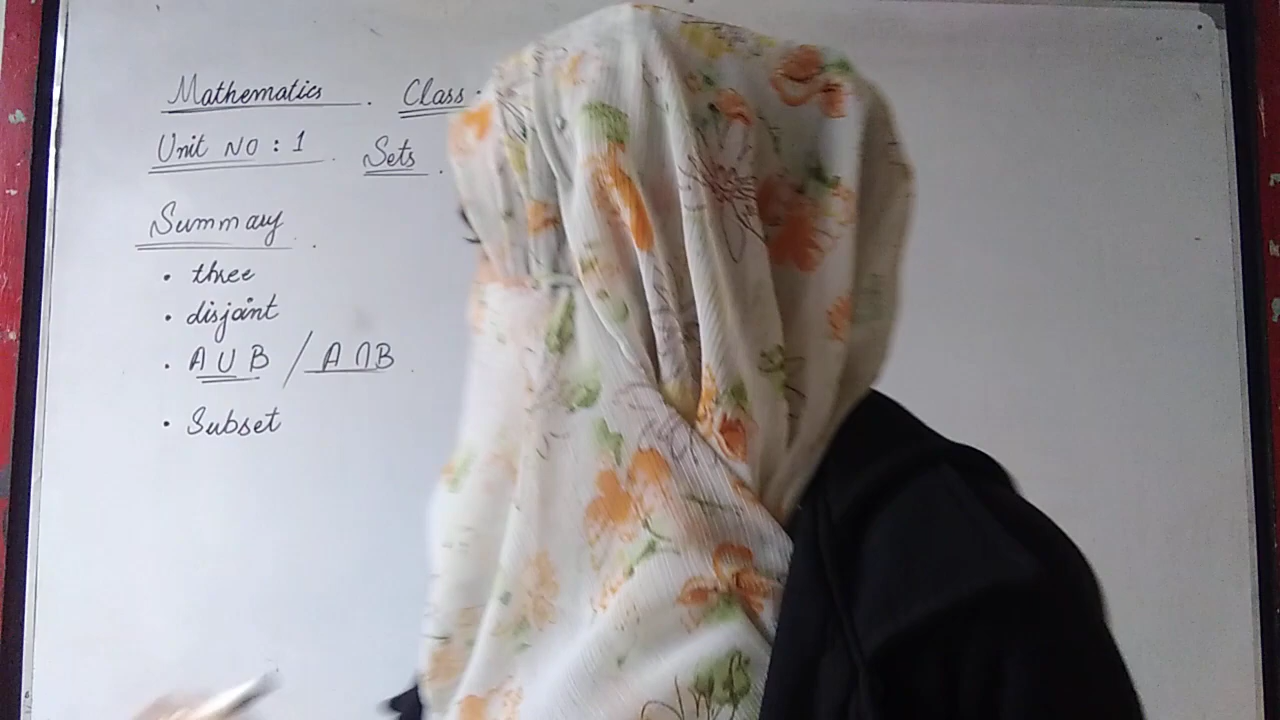 Mathematics . Class.
Unit NO : 1 . Sets .
Summary .
• three
• disjoint
• A U B / A ∩ B .
• Subset